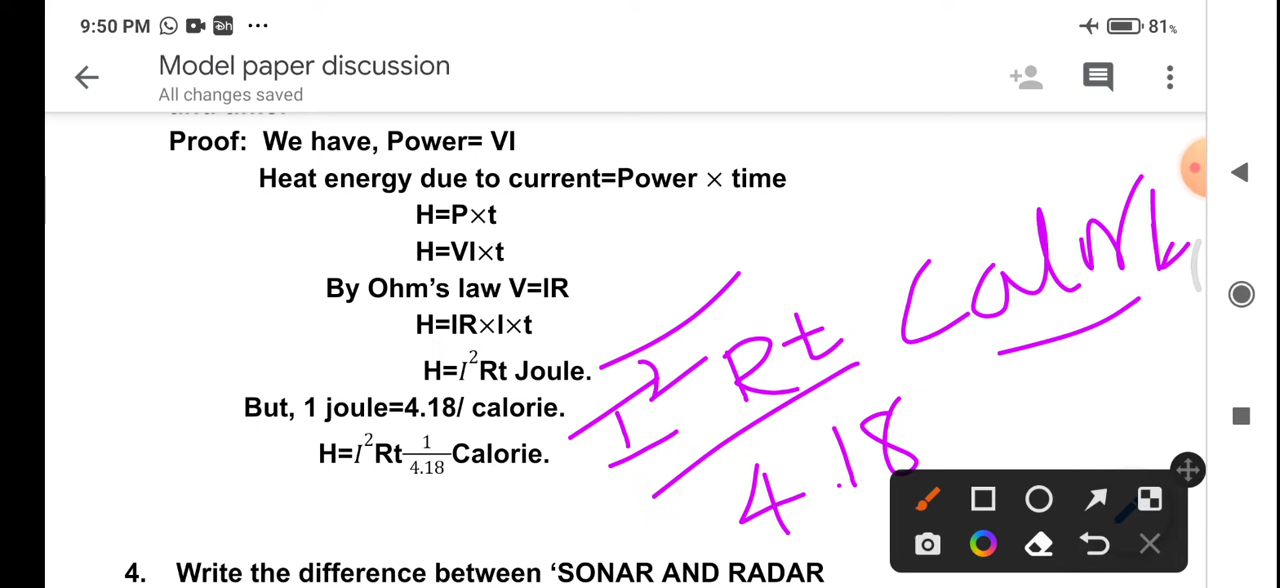 9:50 PM
81%
Model paper discussion
All changes saved
Proof: We have, Power= VI
Heat energy due to current=Power × time
H=P×t
H=VI×t
By Ohm's law V=IR
H=IR×I×t
H=I²Rt Joule.
But, 1 joule=4.18/ calorie.
H=I²Rt 1/4.18 Calorie.
I²Rt
4.18
4. Write the difference between ‘SONAR AND RADAR